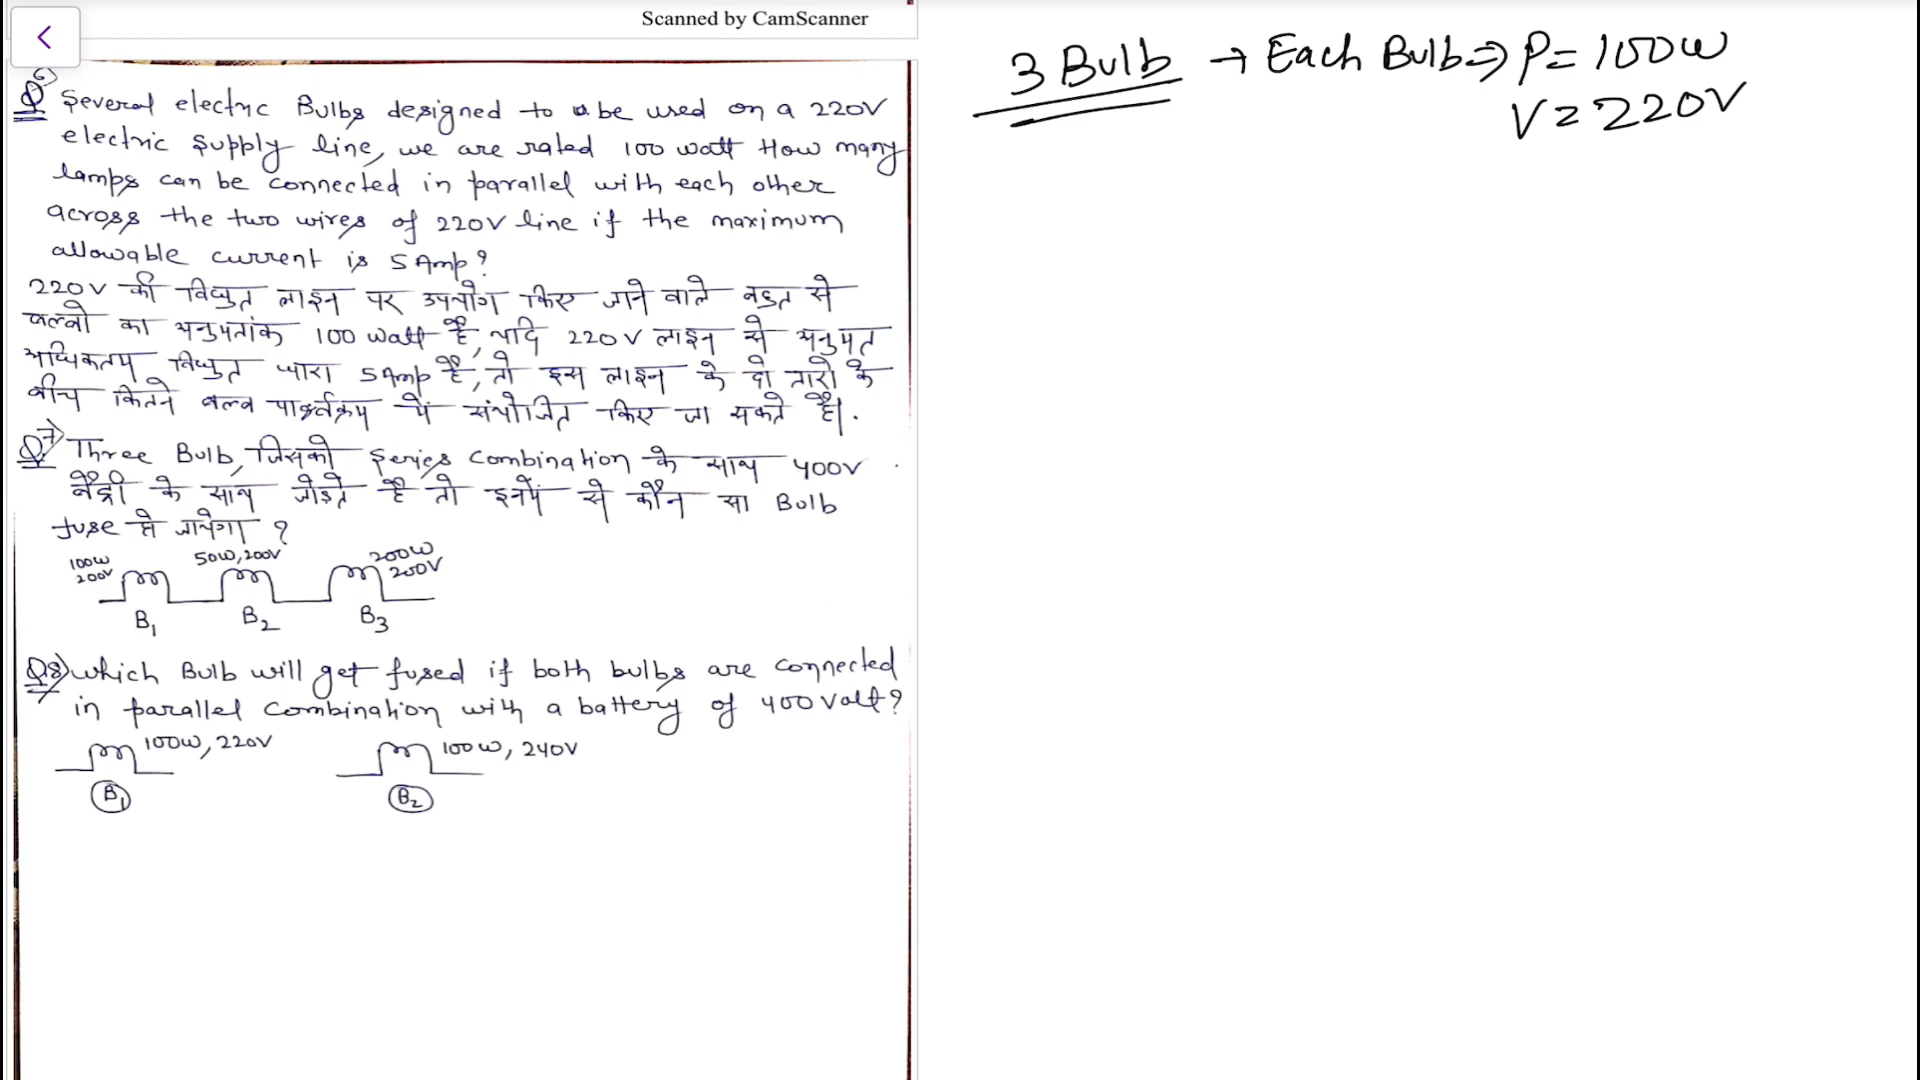 Scanned by CamScanner
Q6) Several electric Bulbs designed to be used on a 220V
electric supply line, we are rated 100 watt How many
lamps can be connected in parallel with each other
across the two wires of 220V line if the maximum
allowable current is 5 Amp?
220V की विद्युत लाइन पर उपयोग किए जाने वाले बहुत से
बल्बो का अनुमतांक 100 watt है, यदि 220V लाइन से अनुमत
अधिकतम विद्युत धारा 5 Amp है, तो इस लाइन के दो तारो के
बीच कितने बल्ब पार्श्वक्रम में संयोजित किए जा सकते है।.
Q7) Three Bulb, जिसको series combination के साथ 400V
बैट्री के साथ जोड़ते है तो इनमें से कौन सा Bulb
fuse हो जायेगा ?
100W 50W, 200V 200W
200V 200V
B1 B2 B3
Q8) which Bulb will get fused if both bulbs are connected
in parallel combination with a battery of 400 volt?
100W, 220V 100W, 240V
B1 B2
3 Bulb → Each Bulb ⇒ P = 100W
V = 220V